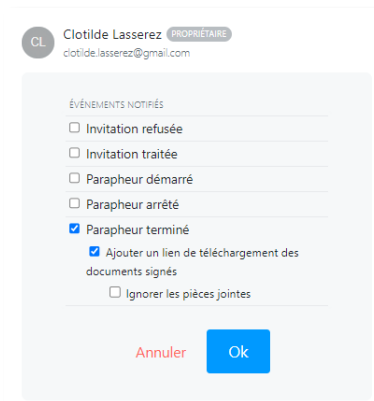 CL
Clotilde Lasserez PROPRIÉTAIRE
clotilde.lasserez@gmail.com
ÉVÉNEMENTS NOTIFIÉS
Invitation refusée
Invitation traitée
Parapheur démarré
Parapheur arrêté
Parapheur terminé
Ajouter un lien de téléchargement des
documents signés
Ignorer les pièces jointes
Annuler Ok